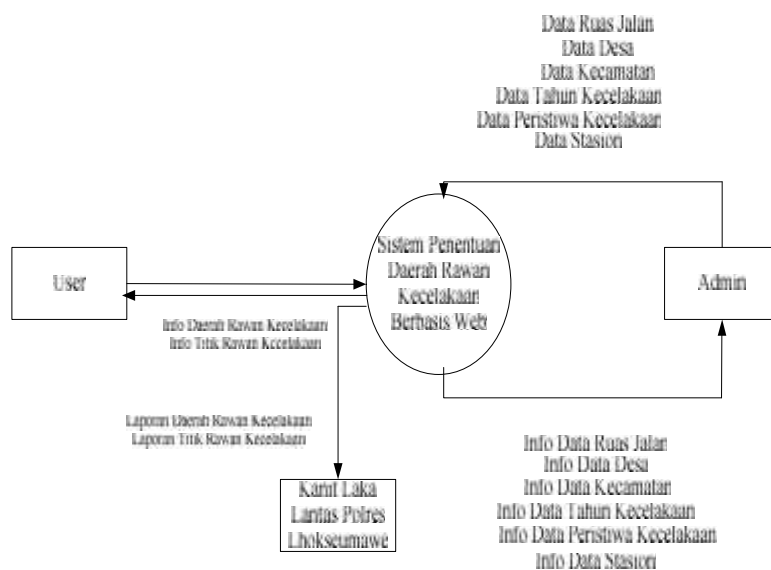 Data Ruas Jalan
Data Desa
Data Kecamatan
Data Tahun Kecelakaan
Data Peristiwa Kecelakaan
Data Stasion
Sistem Penentuan
Daerah Rawan
Kecelakaan
Berbasis Web
User
Admin
Info Daerah Rawan Kecelakaan
Info Titik Rawan Kecelakaan
Laporan Daerah Rawan Kecelakaan
Laporan Titik Rawan Kecelakaan
Kanit Laka
Lantas Polres
Lhokseumawe
Info Data Ruas Jalan
Info Data Desa
Info Data Kecamatan
Info Data Tahun Kecelakaan
Info Data Peristiwa Kecelakaan
Info Data Stasion